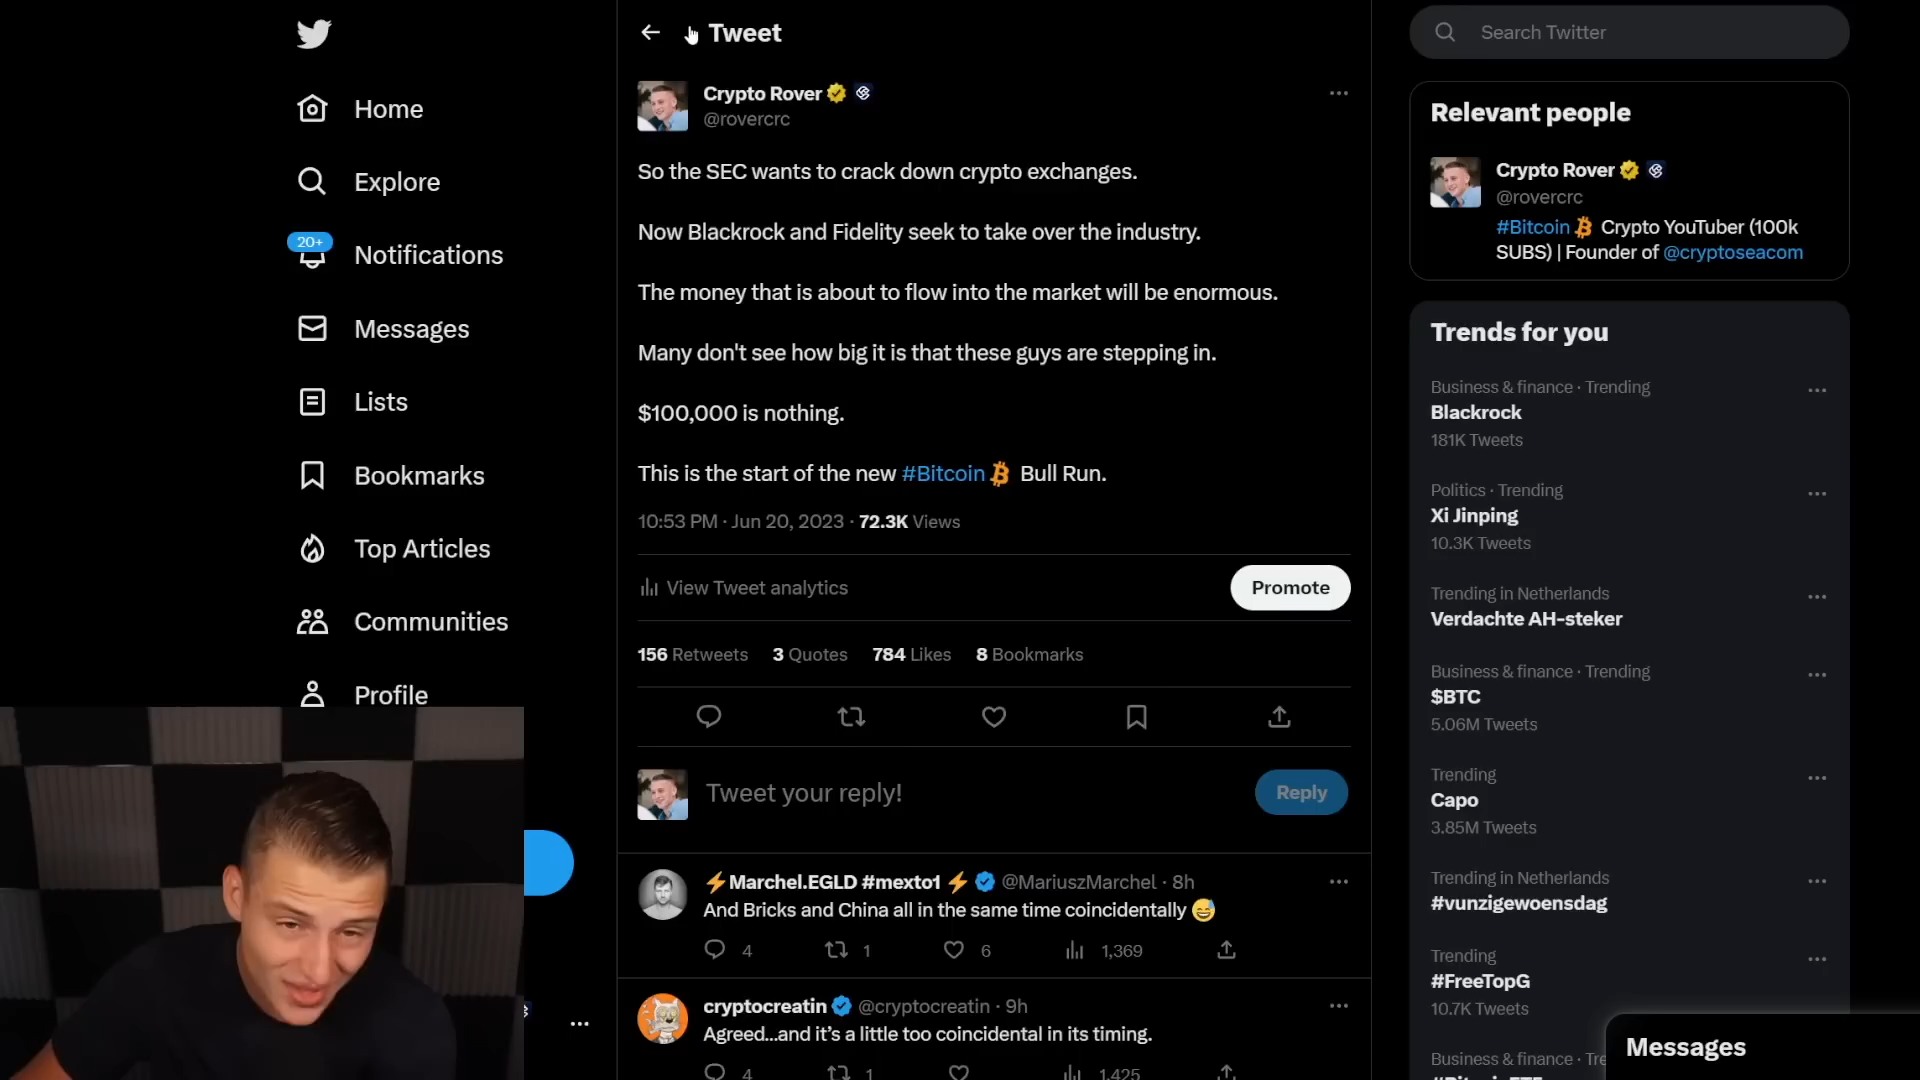 Home
Explore
20+
Notifications
Messages
Lists
Bookmarks
Top Articles
Communities
Profile
Tweet
Crypto Rover
@rovercrc
So the SEC wants to crack down crypto exchanges.
Now Blackrock and Fidelity seek to take over the industry.
The money that is about to flow into the market will be enormous.
Many don't see how big it is that these guys are stepping in.
$100,000 is nothing.
This is the start of the new #Bitcoin Bull Run.
10:53 PM · Jun 20, 2023 · 72.3K Views
View Tweet analytics
Promote
156 Retweets 3 Quotes 784 Likes 8 Bookmarks
Tweet your reply!
Reply
⚡Marchel.EGLD #mexto1 ⚡ @MariuszMarchel · 8h
And Bricks and China all in the same time coincidentally 😅
4 1 6 1,369
cryptocreatin @cryptocreatin · 9h
Agreed...and it's a little too coincidental in its timing.
4 1 1,425
Search Twitter
Relevant people
Crypto Rover
@rovercrc
#Bitcoin Crypto YouTuber (100k
SUBS) | Founder of @cryptoseacom
Trends for you
Business & finance · Trending
Blackrock
181K Tweets
Politics · Trending
Xi Jinping
10.3K Tweets
Trending in Netherlands
Verdachte AH-steker
Business & finance · Trending
$BTC
5.06M Tweets
Trending
Capo
3.85M Tweets
Trending in Netherlands
#vunzigewoensdag
Trending
#FreeTopG
10.7K Tweets
Business & finance · Tre
Messages